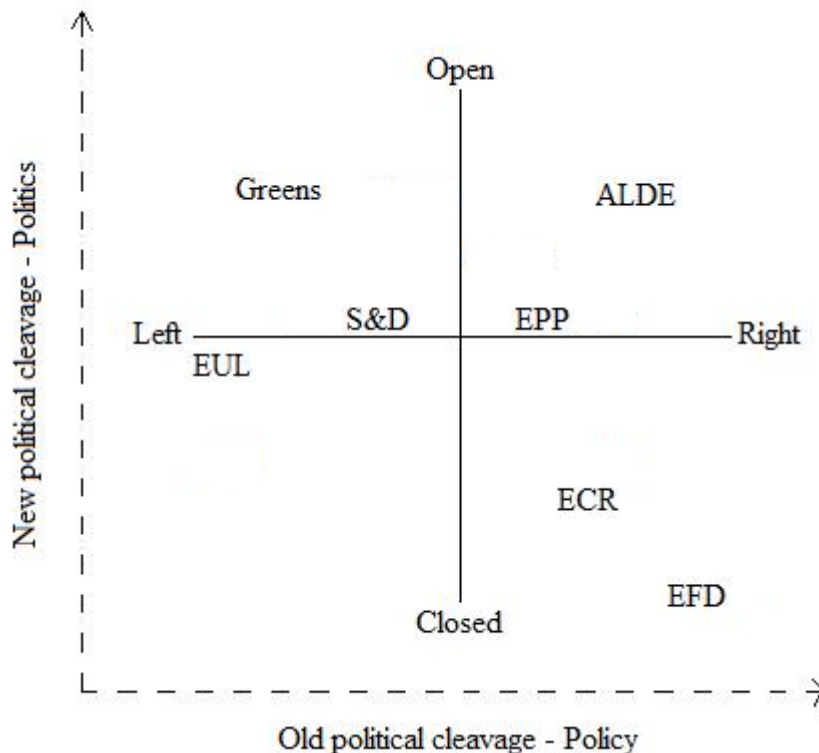 Open
Greens
ALDE
New political cleavage - Politics
S&D
EPP
Left
Right
EUL
ECR
EFD
Closed
Old political cleavage - Policy